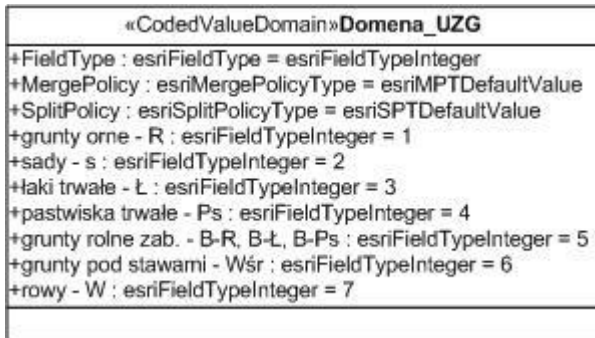 «CodedValueDomain»Domena_UZG
+FieldType : esriFieldType = esriFieldTypeInteger
+MergePolicy : esriMergePolicyType = esriMPTDefaultValue
+SplitPolicy : esriSplitPolicyType = esriSPTDefaultValue
+grunty orne - R : esriFieldTypeInteger = 1
+sady - s : esriFieldTypeInteger = 2
+łaki trwałe - Ł : esriFieldTypeInteger = 3
+pastwiska trwałe - Ps : esriFieldTypeInteger = 4
+grunty rolne zab. - B-R, B-Ł, B-Ps : esriFieldTypeInteger = 5
+grunty pod stawami - Wśr : esriFieldTypeInteger = 6
+rowy - W : esriFieldTypeInteger = 7